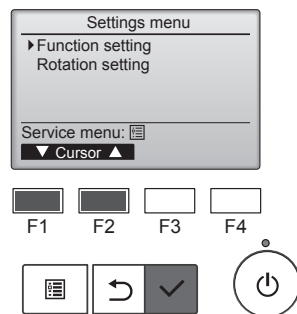 Settings menu
Function setting
Rotation setting
Service menu:
▼ Cursor ▲
F1 F2 F3 F4